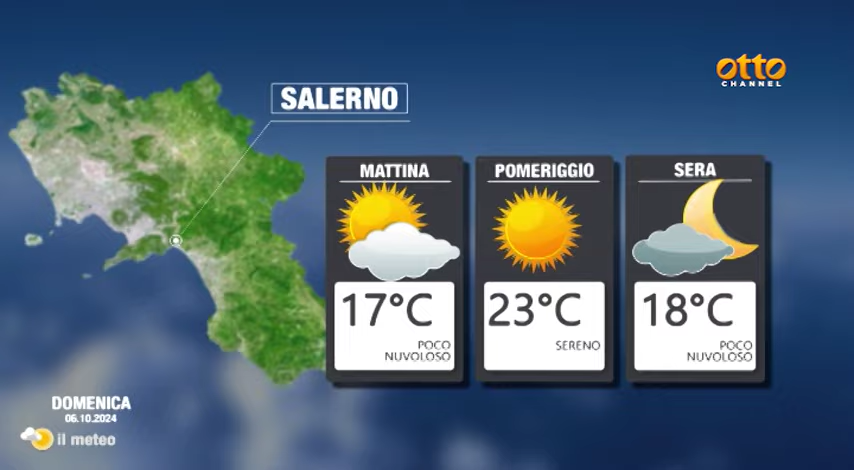 otto
CHANNEL
SALERNO
MATTINA
17°C
POCO
NUVOLOSO
POMERIGGIO
23°C
SERENO
SERA
18°C
POCO
NUVOLOSO
DOMENICA
06.10.2024
il meteo